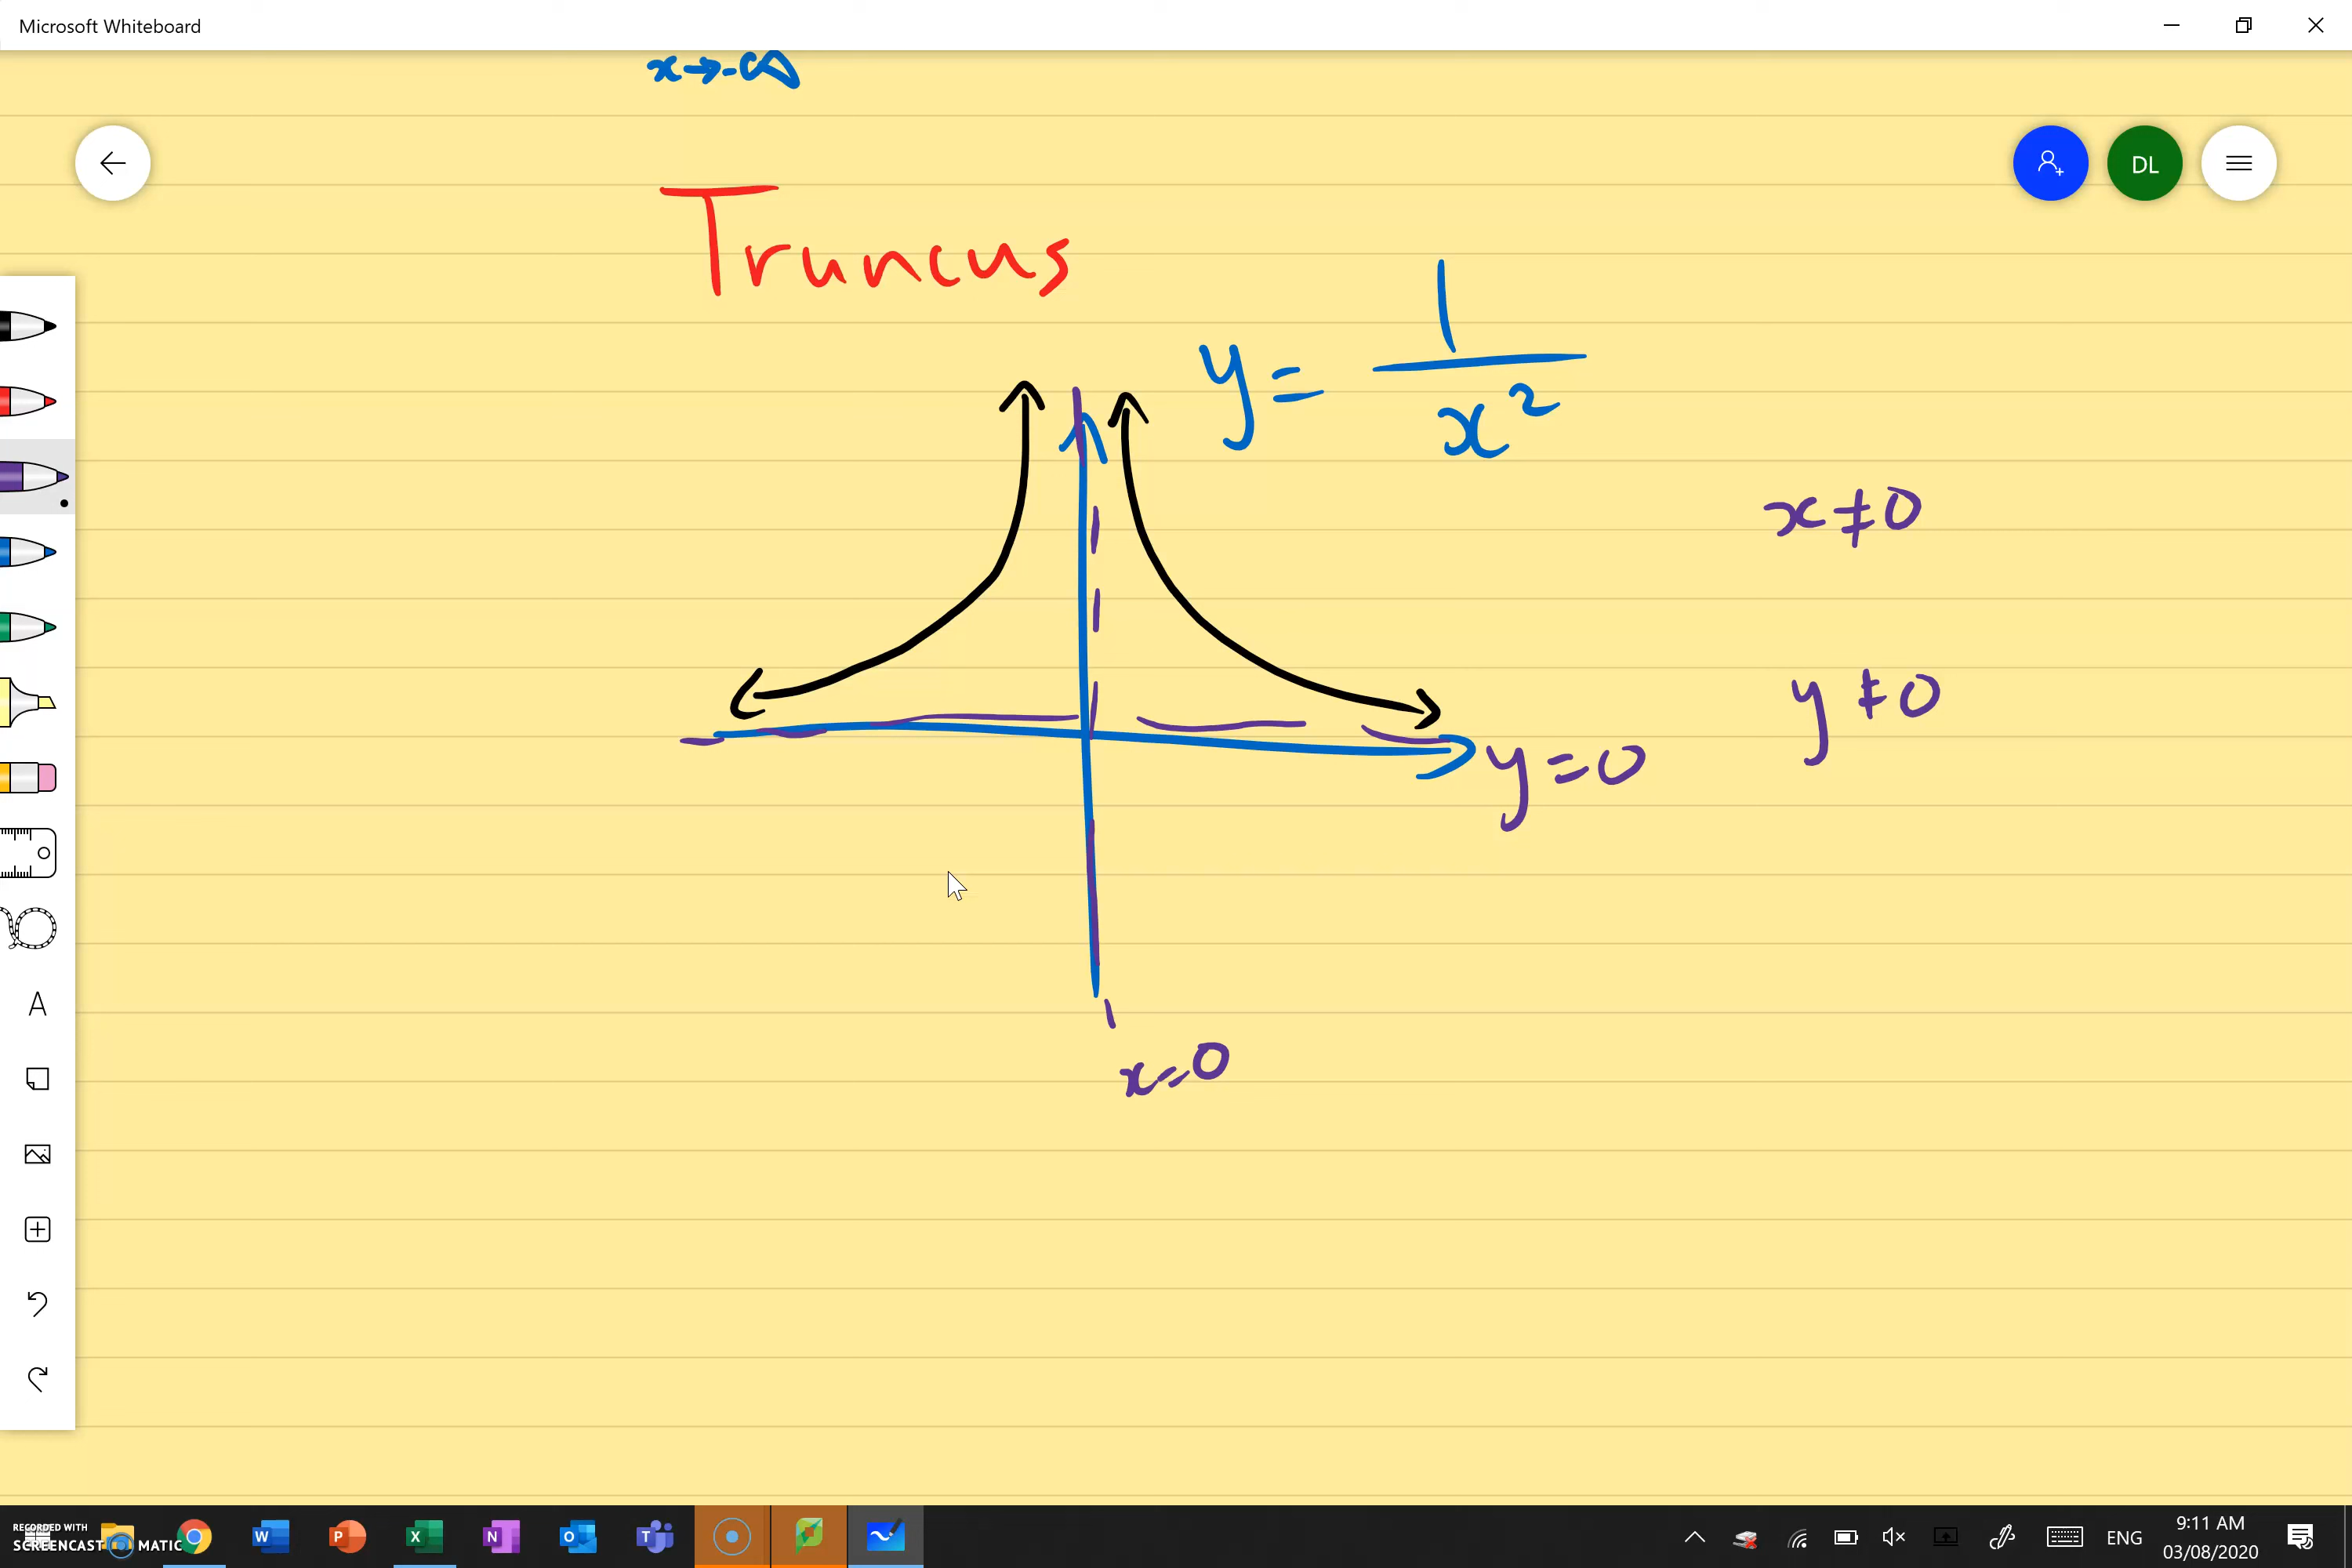 Microsoft Whiteboard
x→-∞
DL
Truncus
y = 1/x²
x ≠ 0
y ≠ 0
y = 0
x = 0
A
RECORDED WITH
SCREENCAST MATIC
W
P
X
N
O
T
ENG
9:11 AM
03/08/2020